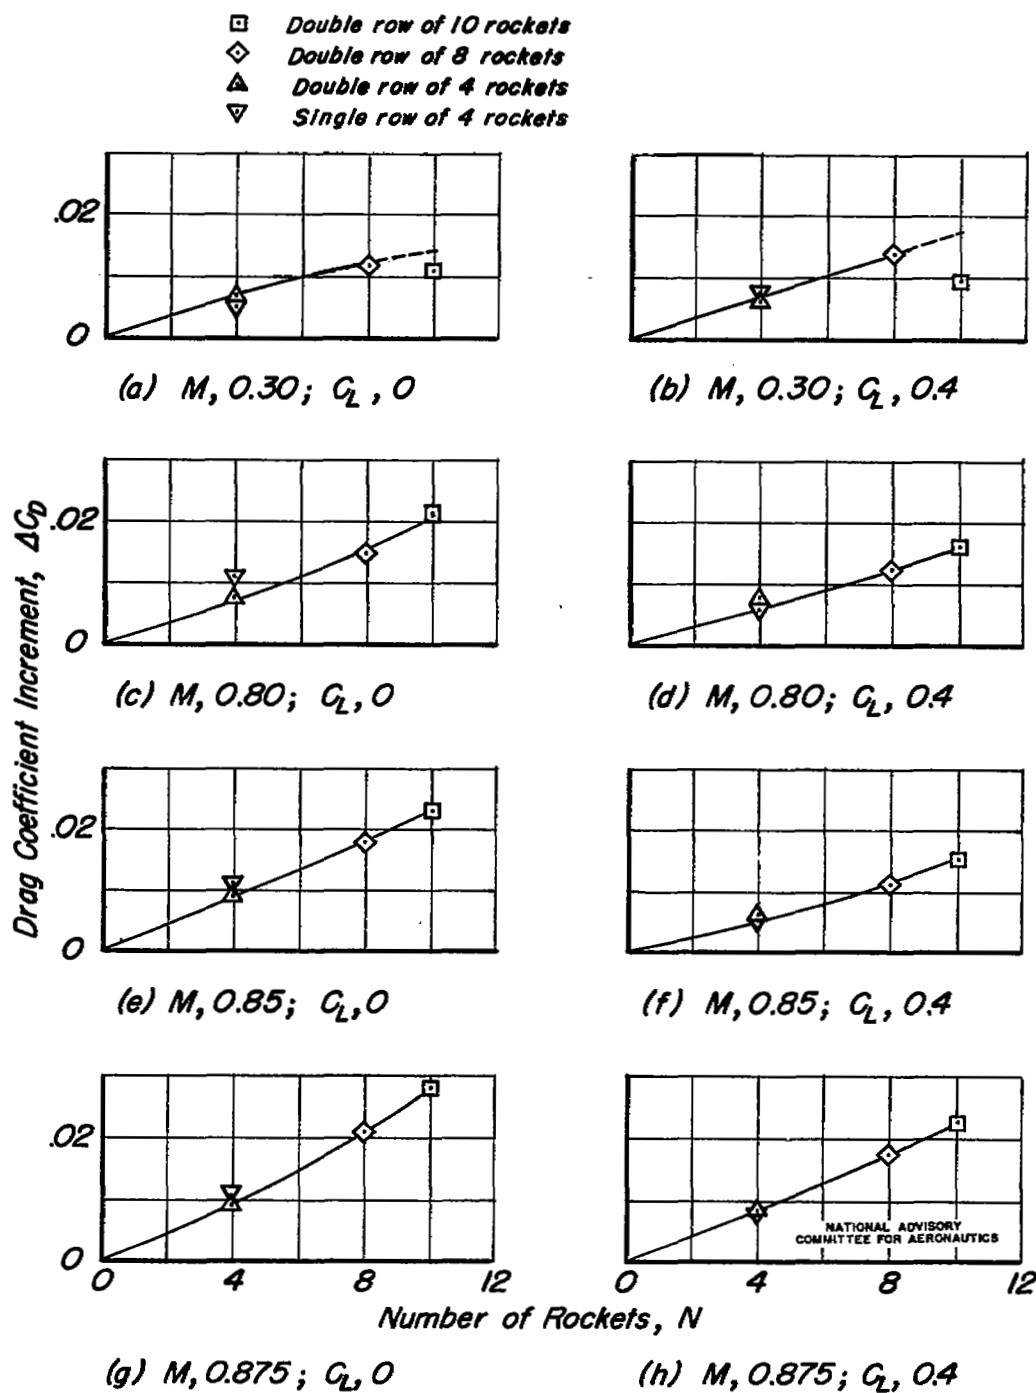 Double row of 10 rockets
Double row of 8 rockets
Double row of 4 rockets
Single row of 4 rockets
.02
0
(a) M, 0.30; CL, 0
(b) M, 0.30; CL, 0.4
.02
0
(c) M, 0.80; CL, 0
(d) M, 0.80; CL, 0.4
Drag Coefficient Increment, ΔCD
.02
0
(e) M, 0.85; CL, 0
(f) M, 0.85; CL, 0.4
.02
0
NATIONAL ADVISORY
COMMITTEE FOR AERONAUTICS
0 4 8 12
0 4 8 12
Number of Rockets, N
(g) M, 0.875; CL, 0
(h) M, 0.875; CL, 0.4